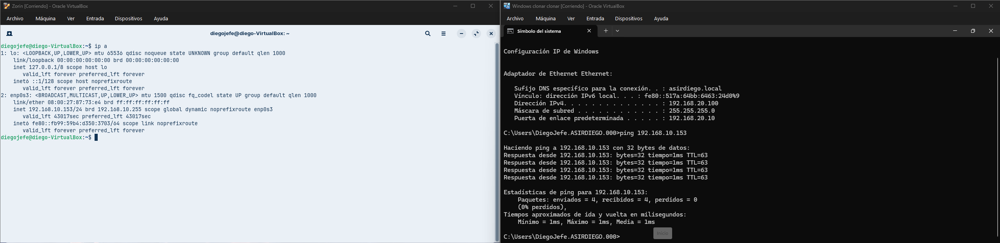 Zorin [Corriendo] - Oracle VirtualBox
Archivo Máquina Ver Entrada Dispositivos Ayuda
diegojefe@diego-VirtualBox: ~
diegojefe@diego-VirtualBox:~$ ip a
1: lo: <LOOPBACK,UP,LOWER_UP> mtu 65536 qdisc noqueue state UNKNOWN group default qlen 1000
    link/loopback 00:00:00:00:00:00 brd 00:00:00:00:00:00
    inet 127.0.0.1/8 scope host lo
       valid_lft forever preferred_lft forever
    inet6 ::1/128 scope host noprefixroute
       valid_lft forever preferred_lft forever
2: enp0s3: <BROADCAST,MULTICAST,UP,LOWER_UP> mtu 1500 qdisc fq_codel state UP group default qlen 1000
    link/ether 08:00:27:87:73:e4 brd ff:ff:ff:ff:ff:ff
    inet 192.168.10.153/24 brd 192.168.10.255 scope global dynamic noprefixroute enp0s3
       valid_lft 43017sec preferred_lft 43017sec
    inet6 fe80::fb99:59b4:d350:3703/64 scope link noprefixroute
       valid_lft forever preferred_lft forever
diegojefe@diego-VirtualBox:~$
Windows clonar clonar [Corriendo] - Oracle VirtualBox
Archivo Máquina Ver Entrada Dispositivos Ayuda
Símbolo del sistema
Configuración IP de Windows
Adaptador de Ethernet Ethernet:
   Sufijo DNS específico para la conexión. . : asirdiego.local
   Vínculo: dirección IPv6 local. . . : fe80::517a:64bb:6463:24d0%9
   Dirección IPv4. . . . . . . . . . . . . . : 192.168.20.100
   Máscara de subred . . . . . . . . . . . . : 255.255.255.0
   Puerta de enlace predeterminada . . . . . : 192.168.20.10
C:\Users\DiegoJefe.ASIRDIEGO.000>ping 192.168.10.153
Haciendo ping a 192.168.10.153 con 32 bytes de datos:
Respuesta desde 192.168.10.153: bytes=32 tiempo=1ms TTL=63
Respuesta desde 192.168.10.153: bytes=32 tiempo=1ms TTL=63
Respuesta desde 192.168.10.153: bytes=32 tiempo=1ms TTL=63
Respuesta desde 192.168.10.153: bytes=32 tiempo=1ms TTL=63
Estadísticas de ping para 192.168.10.153:
    Paquetes: enviados = 4, recibidos = 4, perdidos = 0
    (0% perdidos),
Tiempos aproximados de ida y vuelta en milisegundos:
    Mínimo = 1ms, Máximo = 1ms, Media = 1ms
Inicio
C:\Users\DiegoJefe.ASIRDIEGO.000>